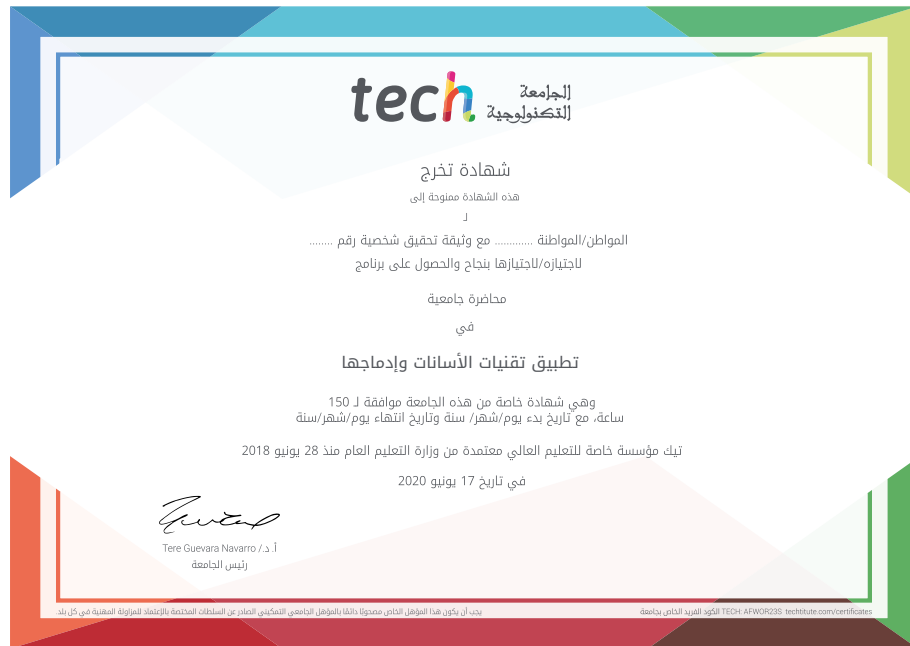 tech الجامعة
التكنولوجية
شهادة تخرج
هذه الشهادة ممنوحة إلى
لـ
المواطن/المواطنة ............ مع وثيقة تحقيق شخصية رقم ........
لاجتيازه/لاجتيازها بنجاح والحصول على برنامج
محاضرة جامعية
في
تطبيق تقنيات الأسانات وإدماجها
وهي شهادة خاصة من هذه الجامعة موافقة لـ 150
ساعة، مع تاريخ بدء يوم/شهر/ سنة وتاريخ انتهاء يوم/شهر/سنة
تيك مؤسسة خاصة للتعليم العالي معتمدة من وزارة التعليم العام منذ 28 يونيو 2018
في تاريخ 17 يونيو 2020
أ. د./ Tere Guevara Navarro
رئيس الجامعة
يجب أن يكون هذا المؤهل الخاص مصحوبًا دائمًا بالمؤهل الجامعي التمكيني الصادر عن السلطات المختصة بالإعتماد للمزاولة المهنية في كل بلد.
الكود الفريد الخاص بجامعة TECH: AFWOR23S techtitute.com/certificates